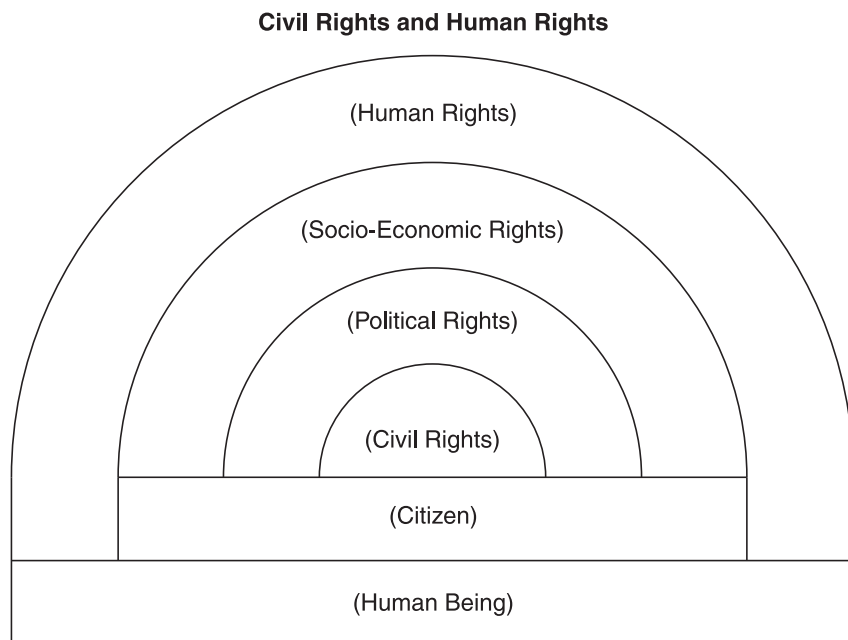 Civil Rights and Human Rights
(Human Rights)
(Socio-Economic Rights)
(Political Rights)
(Civil Rights)
(Citizen)
(Human Being)